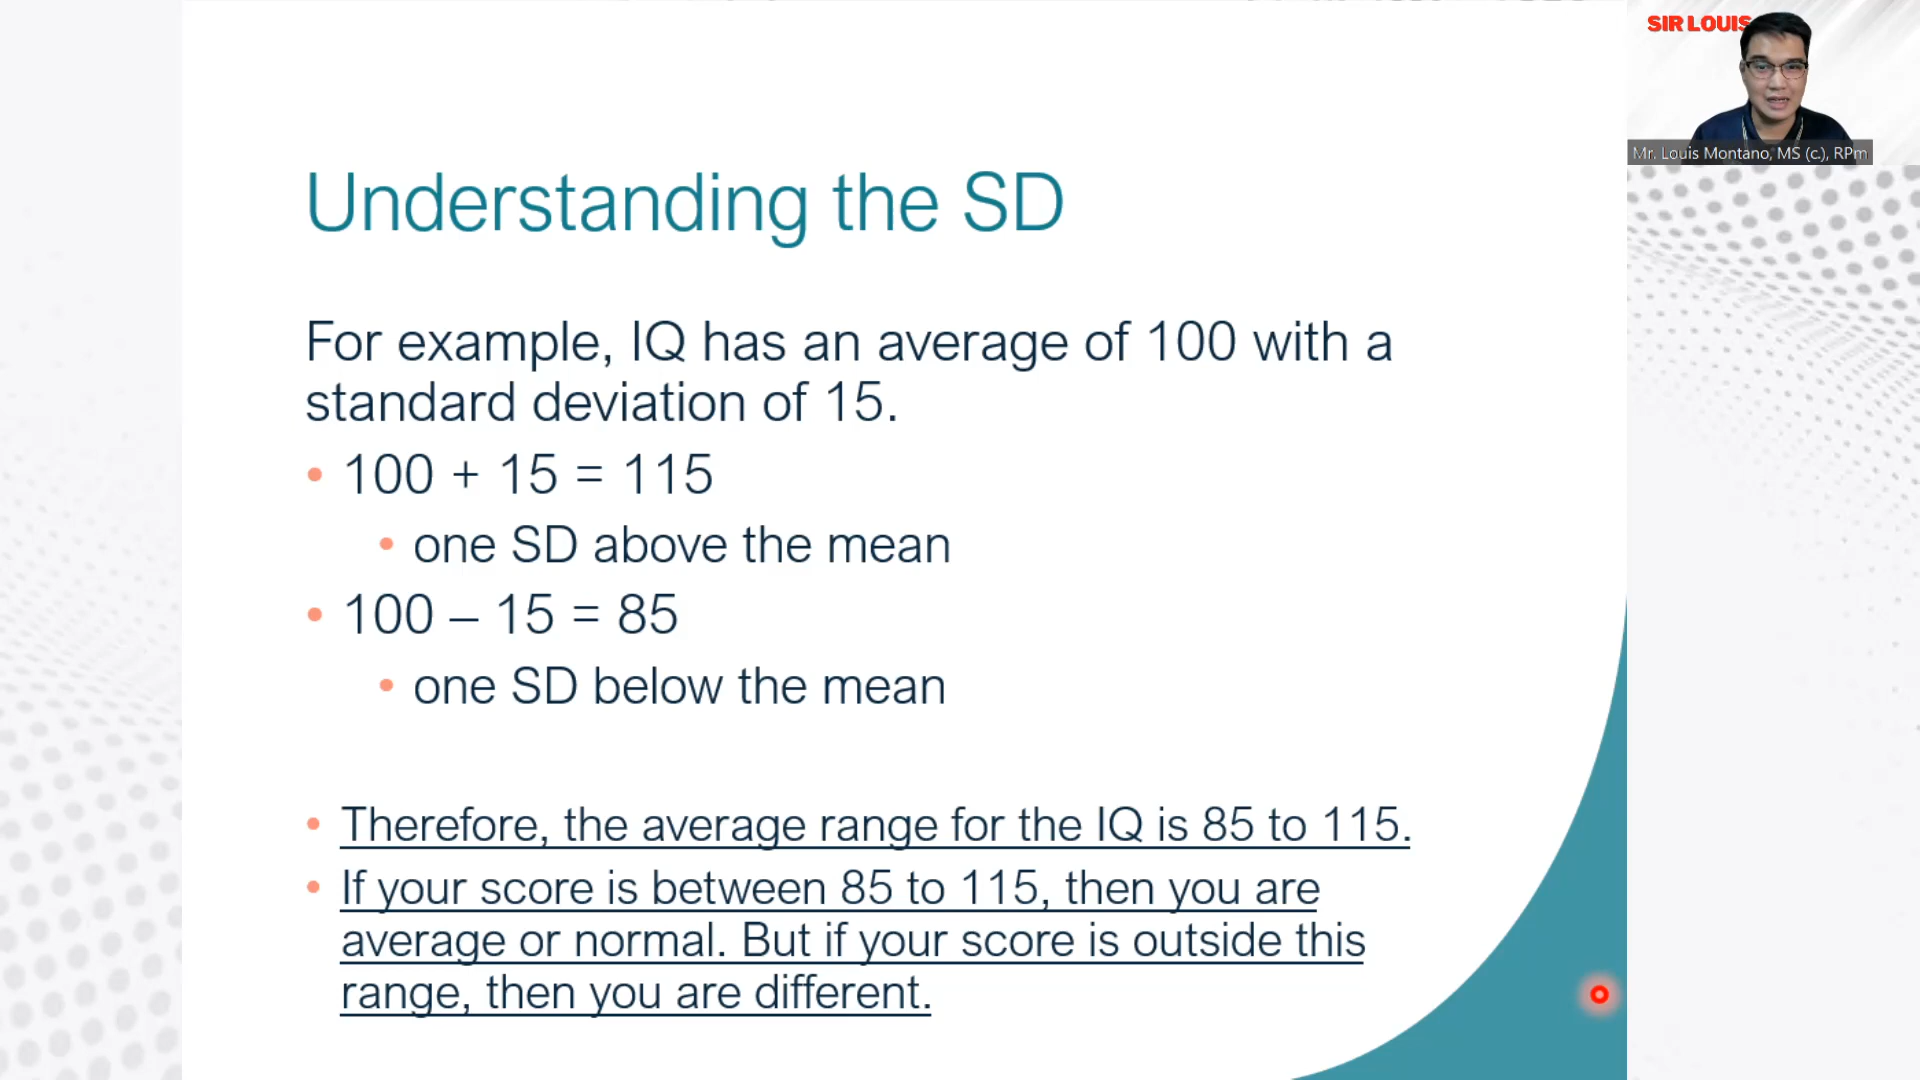 SIR LOUIS
Mr. Louis Montano, MS (c.), RPm
Understanding the SD
For example, IQ has an average of 100 with a
standard deviation of 15.
• 100 + 15 = 115
• one SD above the mean
• 100 – 15 = 85
• one SD below the mean
• Therefore, the average range for the IQ is 85 to 115.
• If your score is between 85 to 115, then you are
average or normal. But if your score is outside this
range, then you are different.